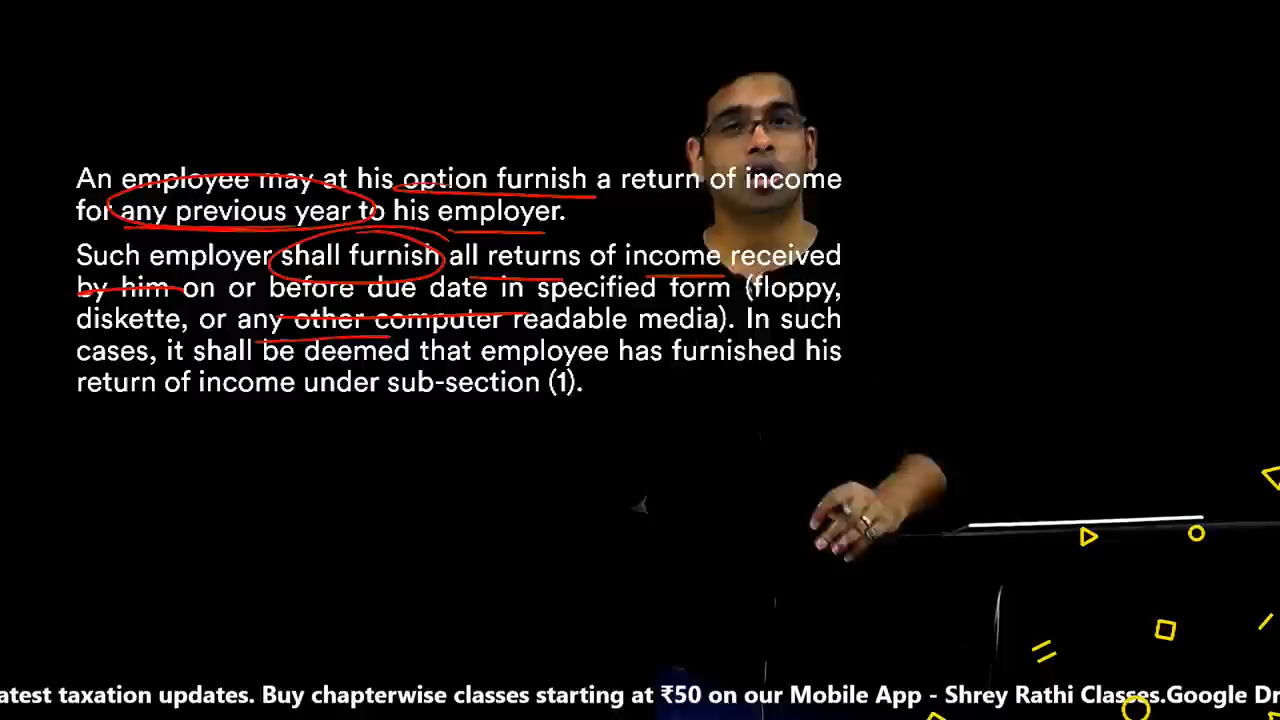 An employee may at his option furnish a return of income
for any previous year to his employer.
Such employer shall furnish all returns of income received
by him on or before due date in specified form (floppy,
diskette, or any other computer readable media). In such
cases, it shall be deemed that employee has furnished his
return of income under sub-section (1).
atest taxation updates. Buy chapterwise classes starting at ₹50 on our Mobile App - Shrey Rathi Classes.Google Dr